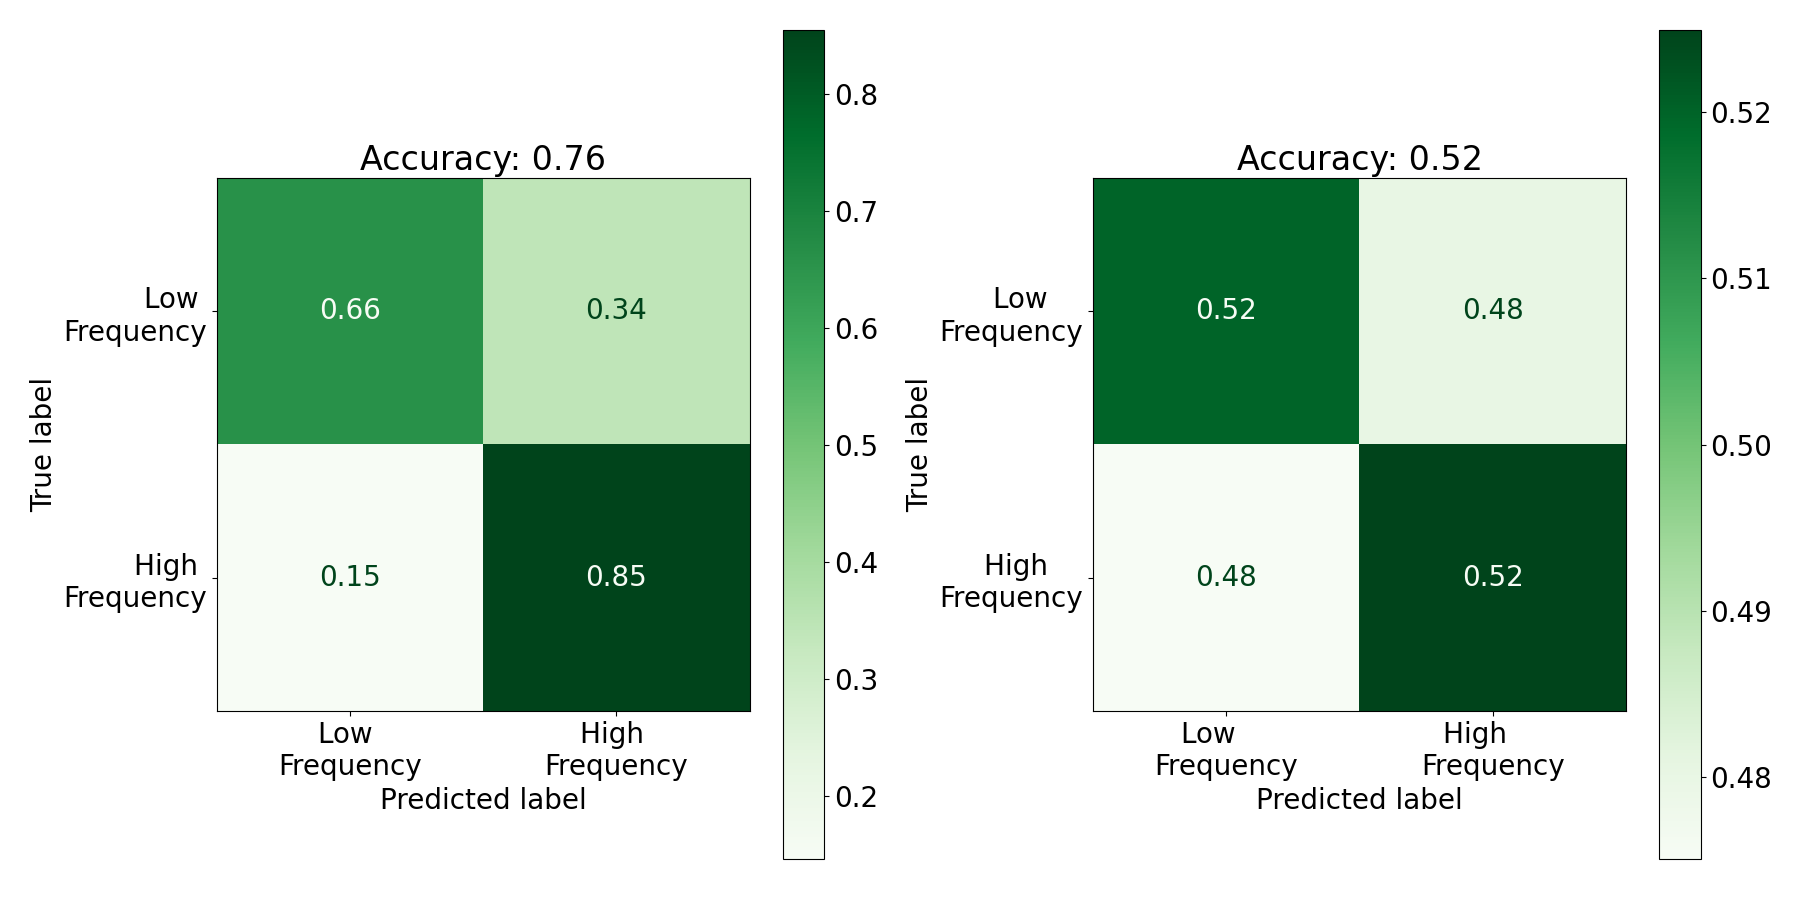 Accuracy: 0.76
0.8
0.7
0.6
0.5
0.4
0.3
0.2
True label
Low
Frequency
High
Frequency
0.66
0.34
0.15
0.85
Low
Frequency
High
Frequency
Predicted label
Accuracy: 0.52
0.52
0.51
0.50
0.49
0.48
True label
Low
Frequency
High
Frequency
0.52
0.48
0.48
0.52
Low
Frequency
High
Frequency
Predicted label